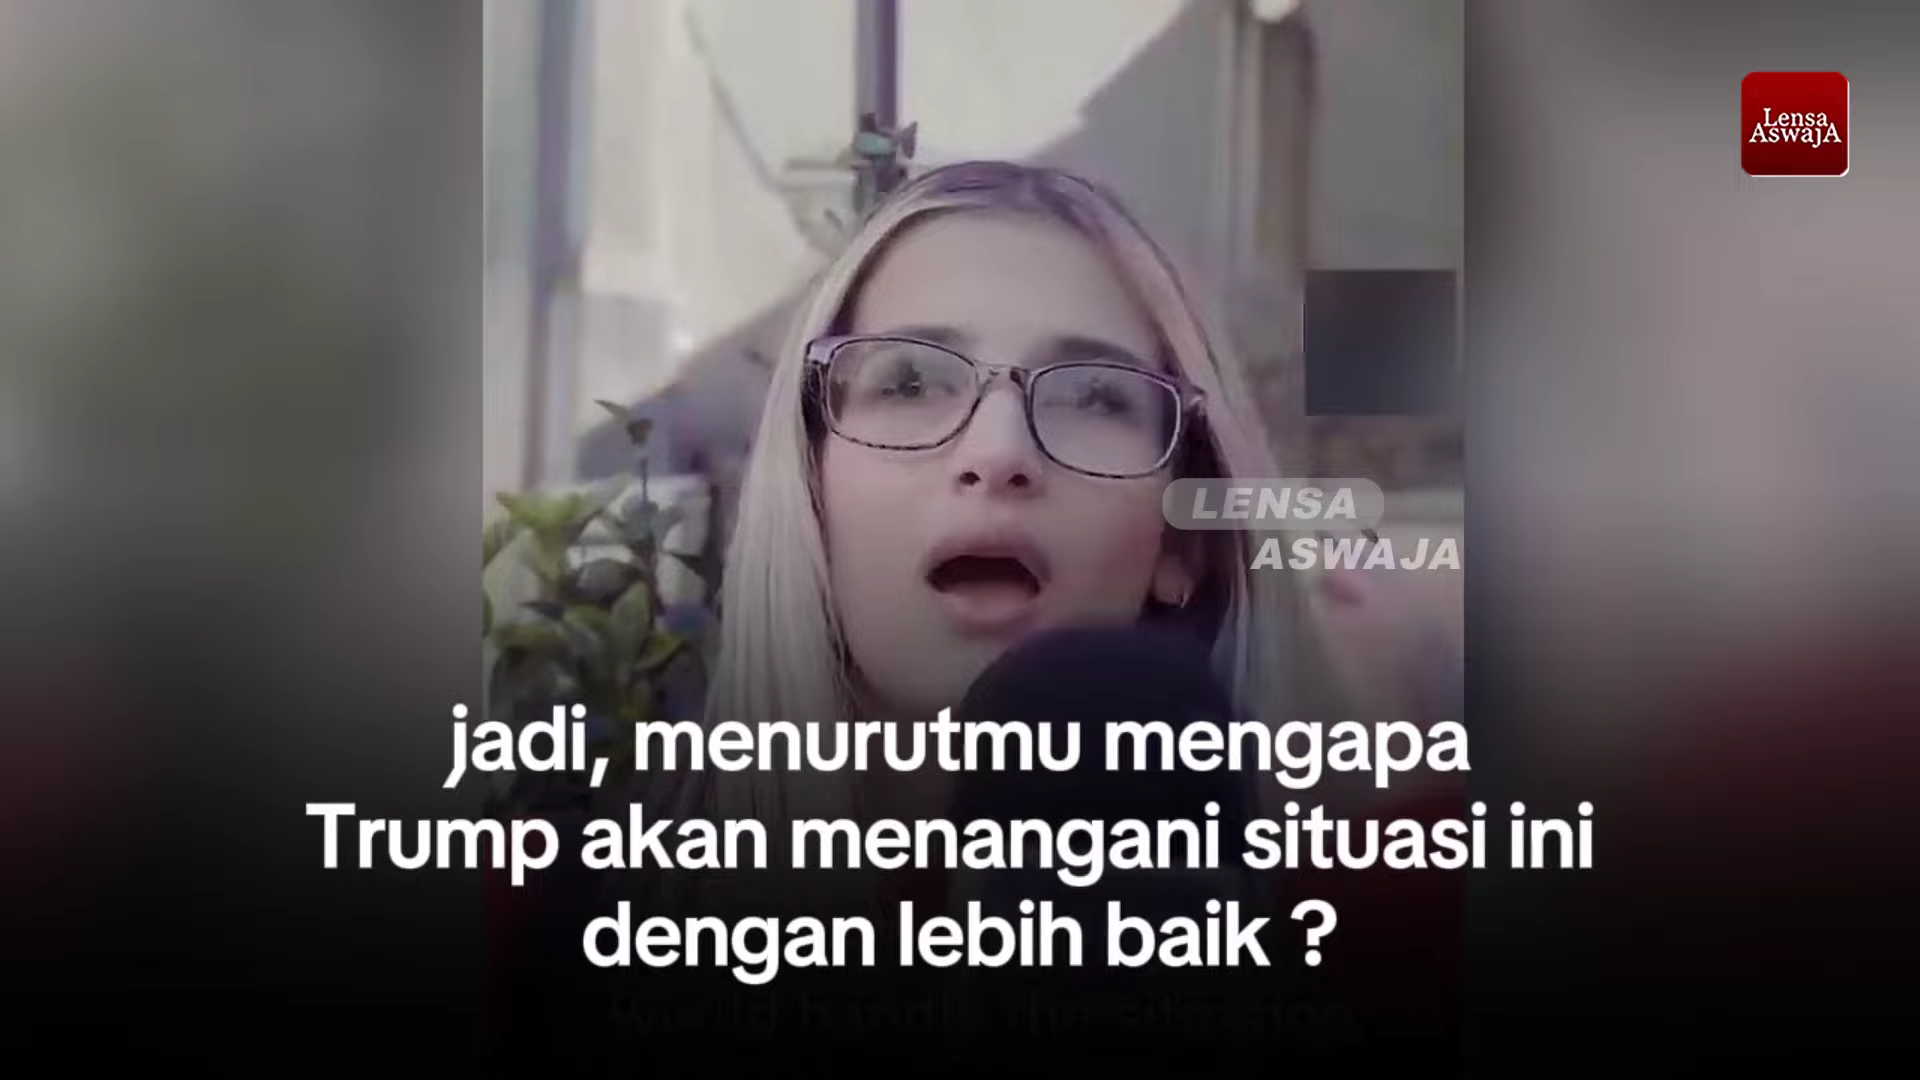 Lensa
AswajA
LENSA
ASWAJA
jadi, menurutmu mengapa
Trump akan menangani situasi ini
dengan lebih baik ?